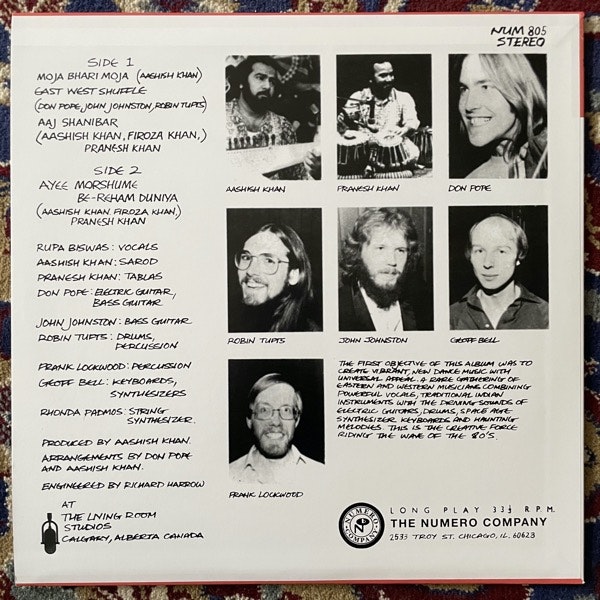 NUM 805
STEREO
SIDE 1
MOJA BHARI MOJA (AASHISH KHAN)
EAST WEST SHUFFLE
(DON POPE, JOHN JOHNSTON, ROBIN TUFTS)
AAJ SHANIBAR
(AASHISH KHAN, FIROZA KHAN,)
PRANESH KHAN
SIDE 2
AYEE MORSHUME
BE-REHAM DUNIYA
(AASHISH KHAN. FIROZA KHAN,)
PRANESH KHAN
RUPA BISWAS: VOCALS
AASHISH KHAN: SAROD
PRANESH KHAN: TABLAS
DON POPE: ELECTRIC GUITAR,
BASS GUITAR
JOHN JOHNSTON: BASS GUITAR
ROBIN TUFTS: DRUMS,
PERCUSSION
FRANK LOCKWOOD: PERCUSSION
GEOFF BELL: KEYBOARDS,
SYNTHESIZERS
RHONDA PADMOS: STRING
SYNTHESIZER.
PRODUCED BY AASHISH KHAN.
ARRANGEMENTS BY DON POPE
AND AASHISH KHAN.
ENGINEERED BY RICHARD HARROW
AT
THE LIVING ROOM
STUDIOS
CALGARY, ALBERTA CANADA
AASHISH KHAN
PRANESH KHAN
DON POPE
ROBIN TUFTS
JOHN JOHNSTON
GEOFF BELL
FRANK LOCKWOOD
THE FIRST OBJECTIVE OF THIS ALBUM WAS TO
CREATE VIBRANT, NEW DANCE MUSIC WITH
UNIVERSAL APPEAL. A RARE GATHERING OF
EASTERN AND WESTERN MUSICIANS COMBINING
POWERFUL VOCALS, TRADITIONAL INDIAN
INSTRUMENTS WITH THE DRIVING SOUNDS OF
ELECTRIC GUITARS, DRUMS, SPACE AGE
SYNTHESIZER KEYBOARDS AND HAUNTING
MELODIES. THIS IS THE CREATIVE FORCE
RIDING THE WAVE OF THE 80'S.
NUMERO
COMPANY
LONG PLAY 33⅓ R.P.M.
THE NUMERO COMPANY
2533 TROY ST. CHICAGO, IL. 60623